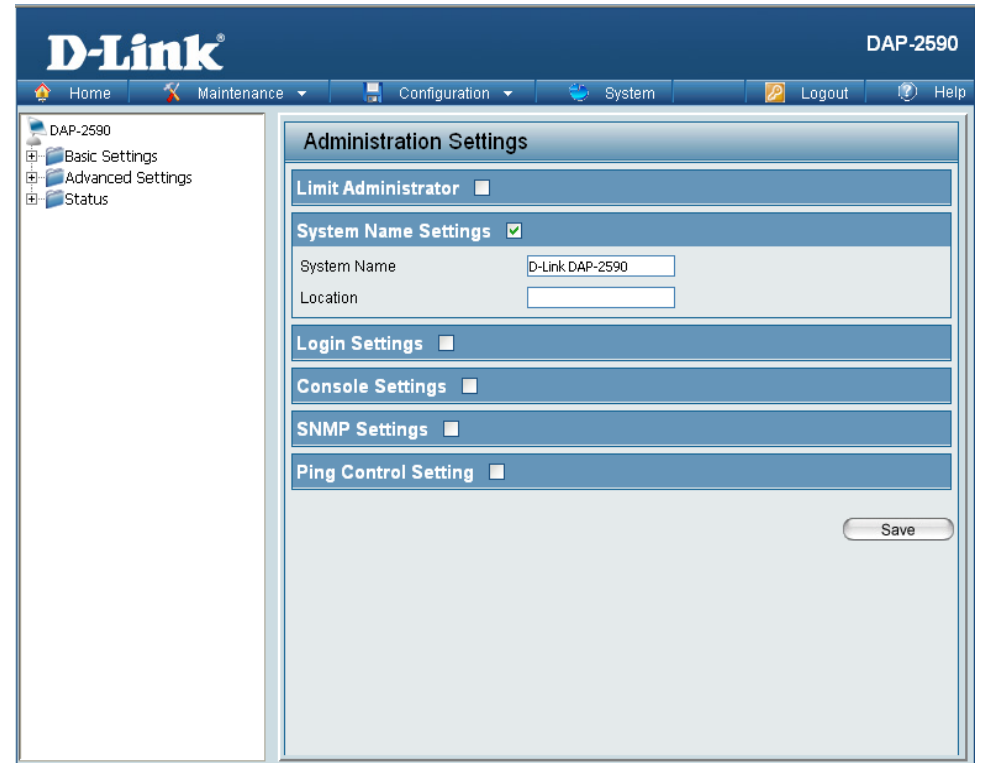 D-Link®
DAP-2590
Home Maintenance Configuration System Logout Help
DAP-2590
Basic Settings
Advanced Settings
Status
Administration Settings
Limit Administrator
System Name Settings
System Name D-Link DAP-2590
Location
Login Settings
Console Settings
SNMP Settings
Ping Control Setting
Save